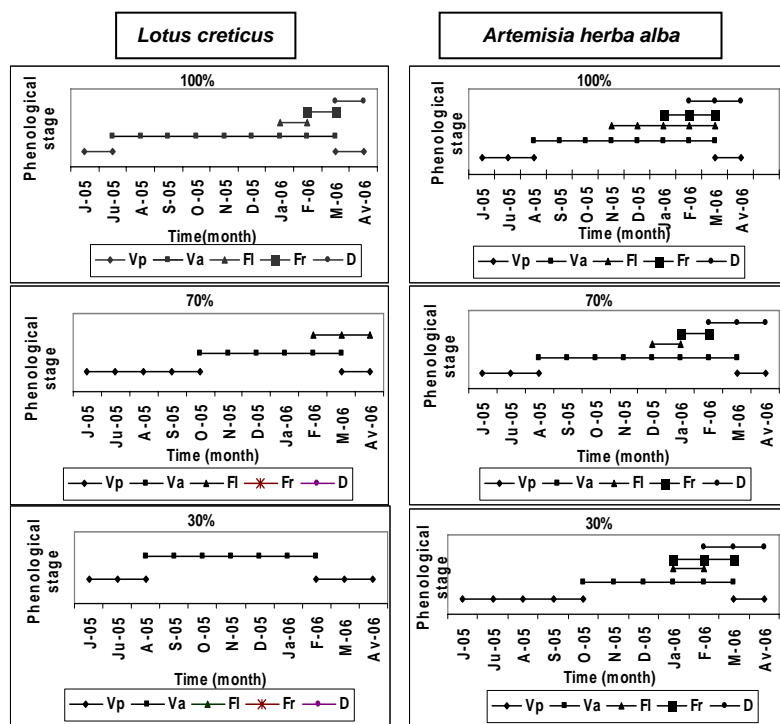 Lotus creticus
Artemisia herba alba
100%
Phenological
stage
J-05
Ju-05
A-05
S-05
O-05
N-05
D-05
Ja-06
F-06
M-06
Av-06
Time(month)
Vp Va Fl Fr D
100%
Phenological
stage
J-05
Ju-05
A-05
S-05
O-05
N-05
D-05
Ja-06
F-06
M-06
Av-06
Time (month)
Vp Va Fl Fr D
70%
Phenological
stage
J-05
Ju-05
A-05
S-05
O-05
N-05
D-05
Ja-06
F-06
M-06
Av-06
Time (month)
Vp Va Fl Fr D
70%
Phenological
stage
J-05
Ju-05
A-05
S-05
O-05
N-05
D-05
Ja-06
F-06
M-06
Av-06
Time (month)
Vp Va Fl Fr D
30%
Phenological
stage
J-05
Ju-05
A-05
S-05
O-05
N-05
D-05
Ja-06
F-06
M-06
Av-06
Time (month)
Vp Va Fl Fr D
30%
Phenological
stage
J-05
Ju-05
A-05
S-05
O-05
N-05
D-05
Ja-06
F-06
M-06
Av-06
Time (month)
Vp Va Fl Fr D